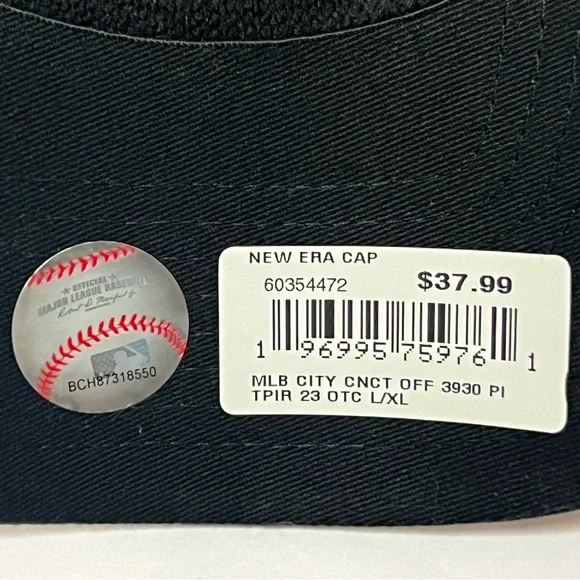 ★ OFFICIAL ★
MAJOR LEAGUE BASEBALL
BCH87318550
NEW ERA CAP
60354472 $37.99
1 96995 75976 1
MLB CITY CNCT OFF 3930 PI
TPIR 23 OTC L/XL